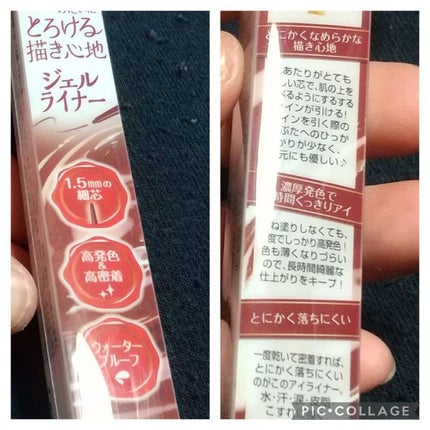 とろける
描き心地
ジェル
ライナー
1.5mmの
細芯
高発色
&
高密着
ウォーター
プルーフ
とにかくなめらかな
描き心地
あたりがとても
しい芯で、肌の上を
べるようにするする
インが引ける!
インを引く際の
ぶたへのひっか
かりが少なく、
元にも優しい♪
濃厚発色で
時間くっきりアイ
ね塗りしなくても、
度でしっかり高発色!
色も薄くなりづらい
ので、長時間綺麗な
仕上がりをキープ!
とにかく落ちにくい
一度乾いて密着すれば、
とにかく落ちにくい
のがこのアイライナー。
水・汗・涙・皮脂
こすれ
PIC•COLLAGE